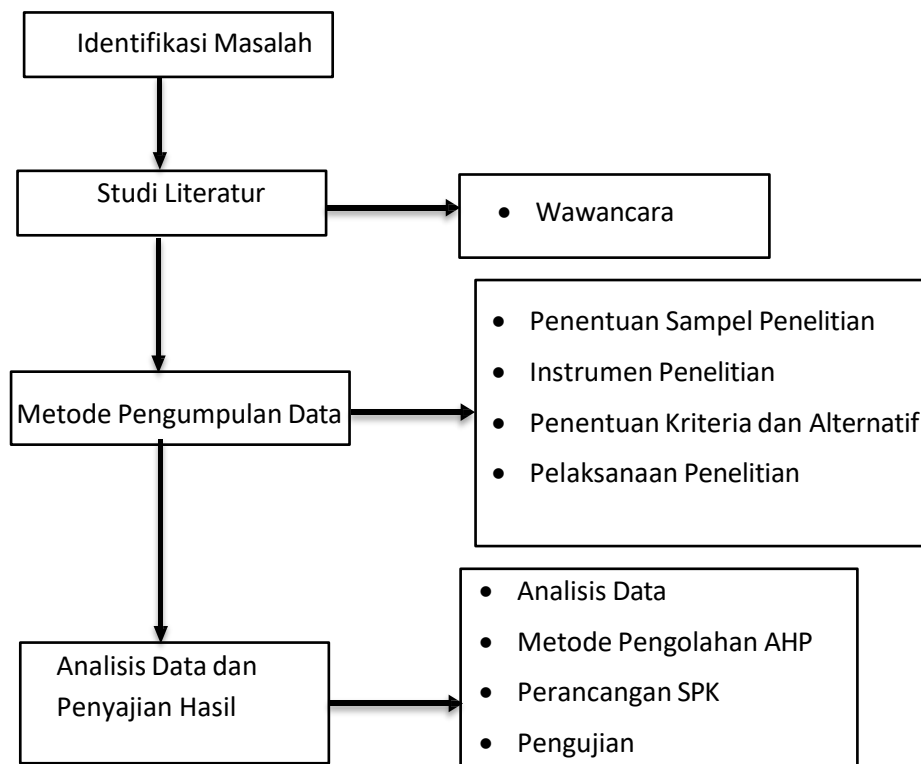 Identifikasi Masalah
Studi Literatur
• Wawancara
• Penentuan Sampel Penelitian
• Instrumen Penelitian
• Penentuan Kriteria dan Alternatif
• Pelaksanaan Penelitian
Metode Pengumpulan Data
• Analisis Data
• Metode Pengolahan AHP
• Perancangan SPK
• Pengujian
Analisis Data dan
Penyajian Hasil